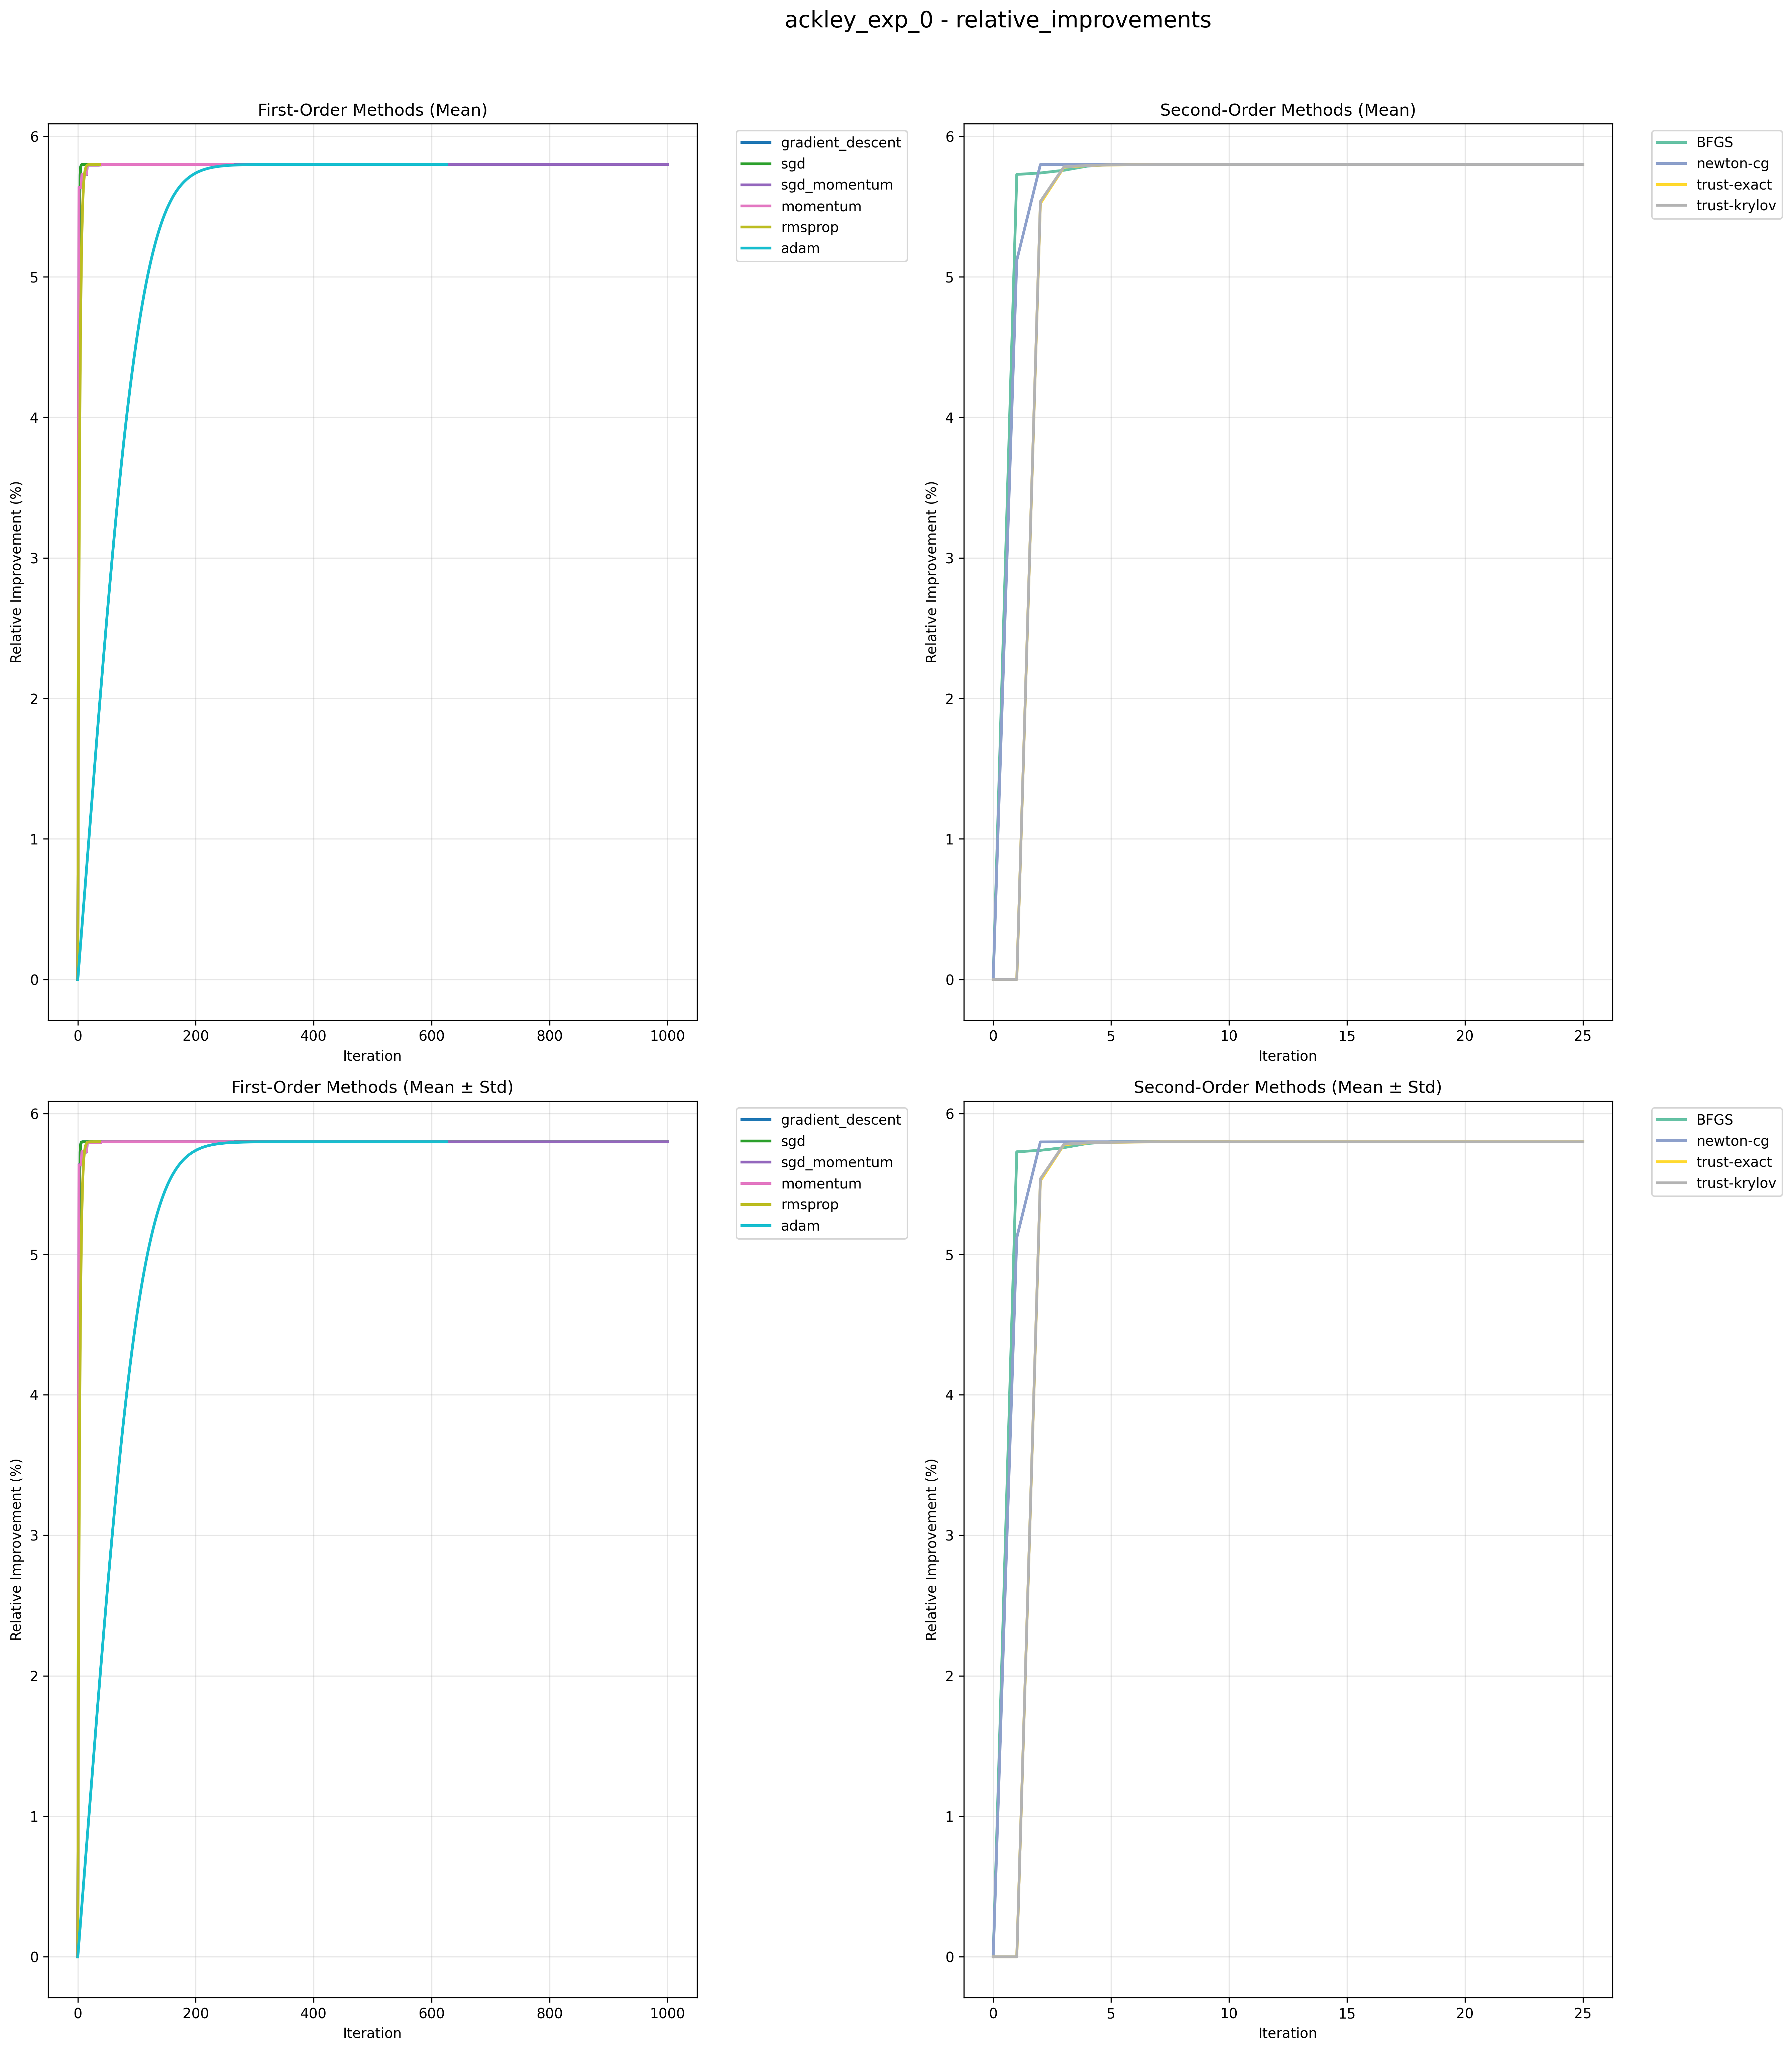 ackley_exp_0 - relative_improvements
First-Order Methods (Mean)
6
5
4
3
2
1
0
Relative Improvement (%)
0 200 400 600 800 1000
Iteration
gradient_descent
sgd
sgd_momentum
momentum
rmsprop
adam
Second-Order Methods (Mean)
6
5
4
3
2
1
0
Relative Improvement (%)
0 5 10 15 20 25
Iteration
BFGS
newton-cg
trust-exact
trust-krylov
First-Order Methods (Mean ± Std)
6
5
4
3
2
1
0
Relative Improvement (%)
0 200 400 600 800 1000
Iteration
gradient_descent
sgd
sgd_momentum
momentum
rmsprop
adam
Second-Order Methods (Mean ± Std)
6
5
4
3
2
1
0
Relative Improvement (%)
0 5 10 15 20 25
Iteration
BFGS
newton-cg
trust-exact
trust-krylov